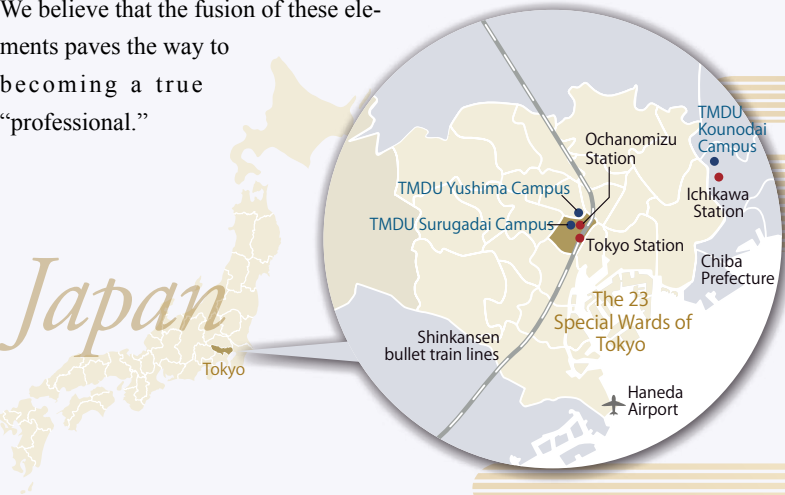 We believe that the fusion of these ele-
ments paves the way to
becoming a true
“professional.”
Japan
Tokyo
TMDU
Kounodai
Campus
Ochanomizu
Station
TMDU Yushima Campus
Ichikawa
Station
TMDU Surugadai Campus
Tokyo Station
Chiba
Prefecture
The 23
Special Wards of
Tokyo
Shinkansen
bullet train lines
Haneda
Airport